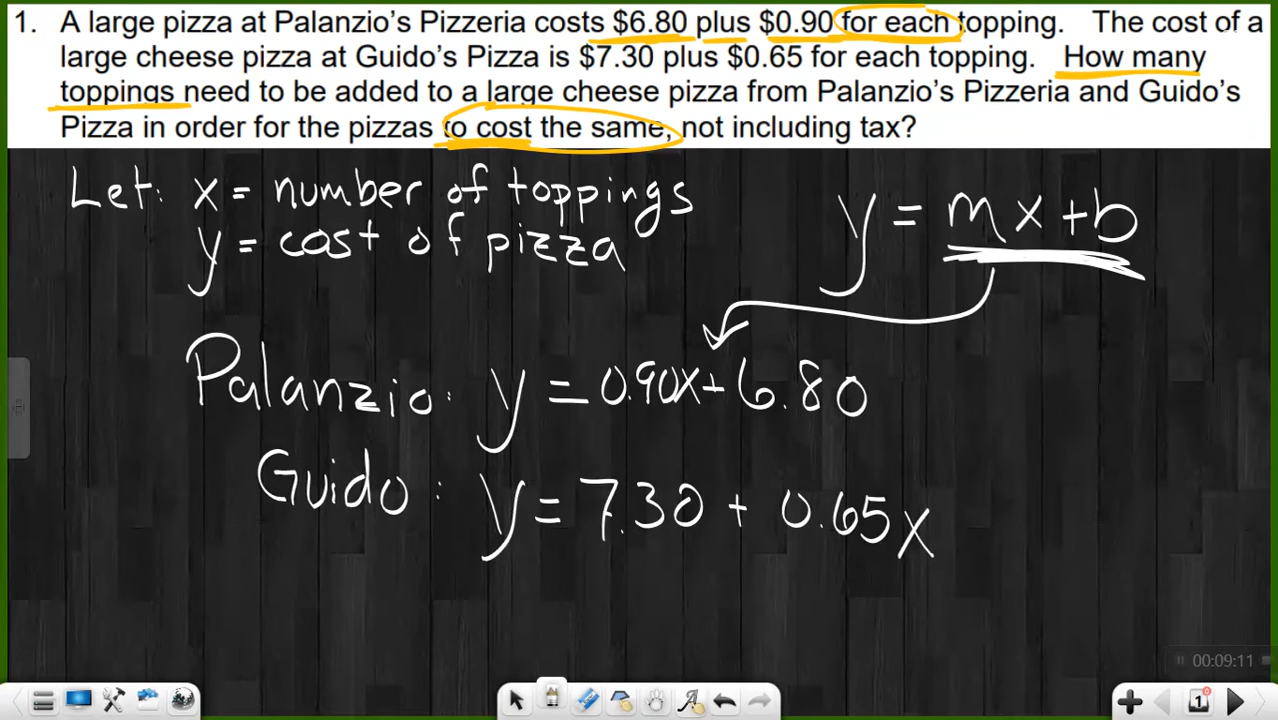 1. A large pizza at Palanzio's Pizzeria costs $6.80 plus $0.90 for each topping. The cost of a
large cheese pizza at Guido's Pizza is $7.30 plus $0.65 for each topping. How many
toppings need to be added to a large cheese pizza from Palanzio's Pizzeria and Guido's
Pizza in order for the pizzas to cost the same, not including tax?
Let: x = number of toppings
y = cost of pizza
y = mx+b
Palanzio: y = 0.90x+6.80
Guido: y = 7.30 + 0.65x
00:09:11
1